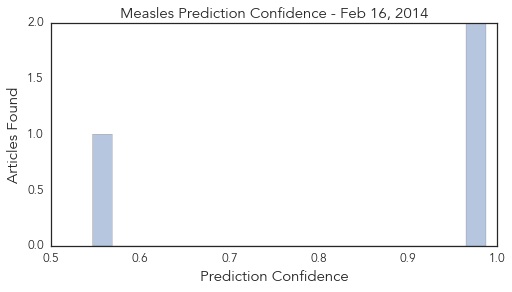 Measles Prediction Confidence - Feb 16, 2014
2.0
1.5
1.0
0.5
0.0
Articles Found
0.5 0.6 0.7 0.8 0.9 1.0
Prediction Confidence